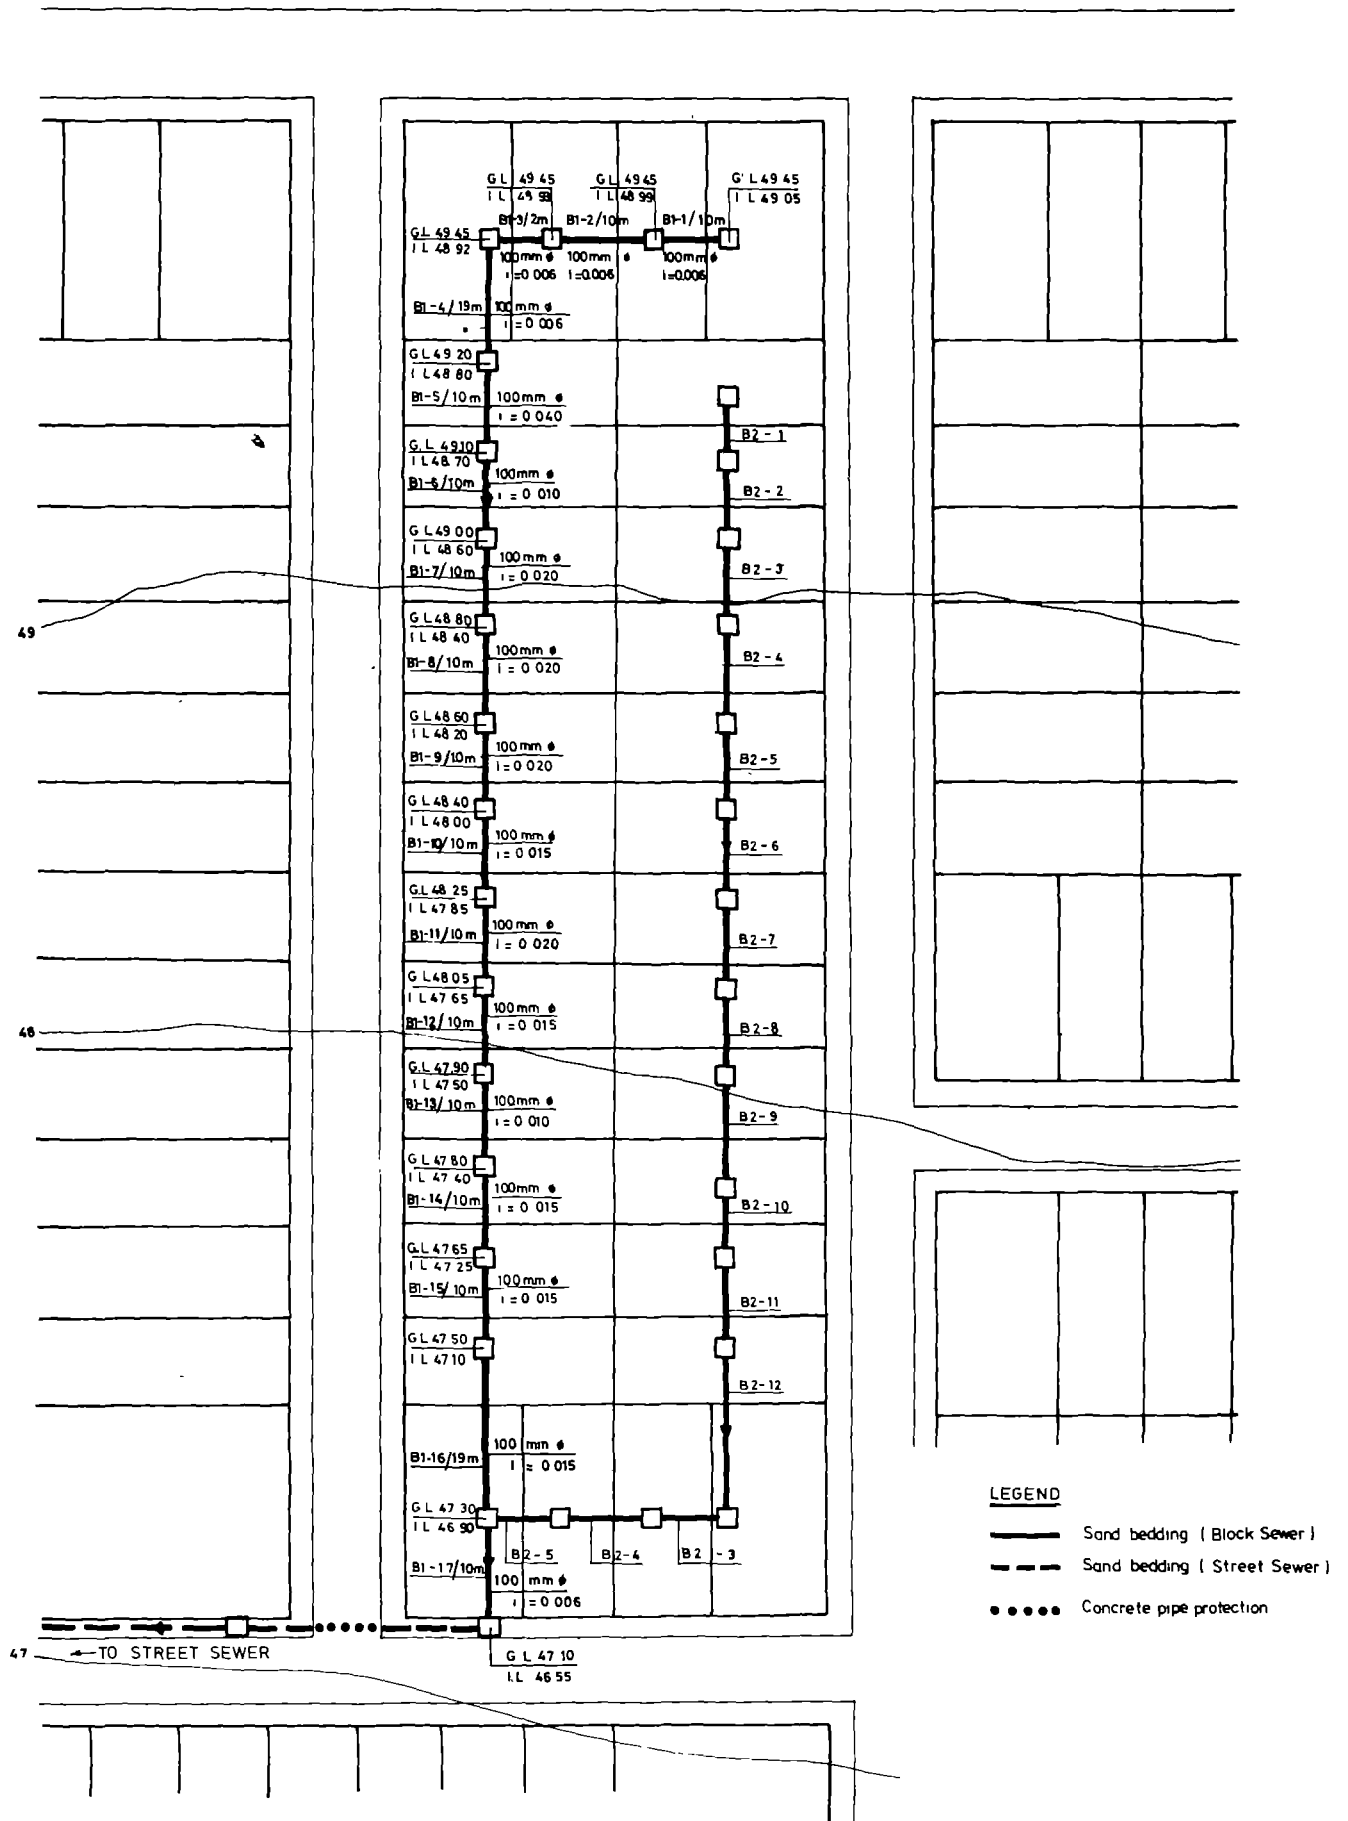 G L 49 45
I L 48 93
G L 49 45
I L 48 99
G L 49 45
I L 49 05
B1-3/2m
B1-2/10m
B1-1/10m
G.L 49 45
I L 48 92
100mm ø
i=0 006
100mm ø
i=0.006
100mm ø
i=0.006
B1-4/19m
100 mm ø
i = 0 006
G L 49 20
I L 48 80
B1-5/10m
100mm ø
i = 0 040
G. L 49.10
I L 48.70
B1-6/10m
100mm ø
i = 0 010
G L 49 00
I L 48 60
B1-7/10m
100mm ø
i = 0 020
49
G L 48 80
I L 48 40
B1-8/10m
100mm ø
i = 0 020
G L 48 60
I L 48 20
B1-9/10m
100mm ø
i = 0 020
G L 48 40
I L 48 00
B1-10/10m
100 mm ø
i = 0 015
G.L 48 25
I L 47 85
B1-11/10m
100mm ø
i = 0 020
G L 48 05
I L 47 65
B1-12/10m
100mm ø
i = 0 015
48
G.L 47.90
I L 47 50
B1-13/10m
100mm ø
i = 0 010
G L 47 80
I L 47 40
B1-14/10m
100mm ø
i = 0 015
G.L 47 65
I L 47 25
B1-15/10m
100mm ø
i = 0 015
G L 47 50
I L 47 10
B1-16/19m
100 mm ø
i = 0 015
G L 47 30
I L 46 90
B1-17/10m
100 mm ø
i = 0 006
G L 47 10
I.L 46 55
B2 - 1
B2 - 2
B2 - 3
B2 - 4
B2 - 5
B2 - 6
B2 - 7
B2 - 8
B2 - 9
B2 - 10
B2 - 11
B2 - 12
B 2 - 5
B 2 - 4
B 2 - 3
TO STREET SEWER
47
LEGEND
Sand bedding ( Block Sewer )
Sand bedding ( Street Sewer )
Concrete pipe protection